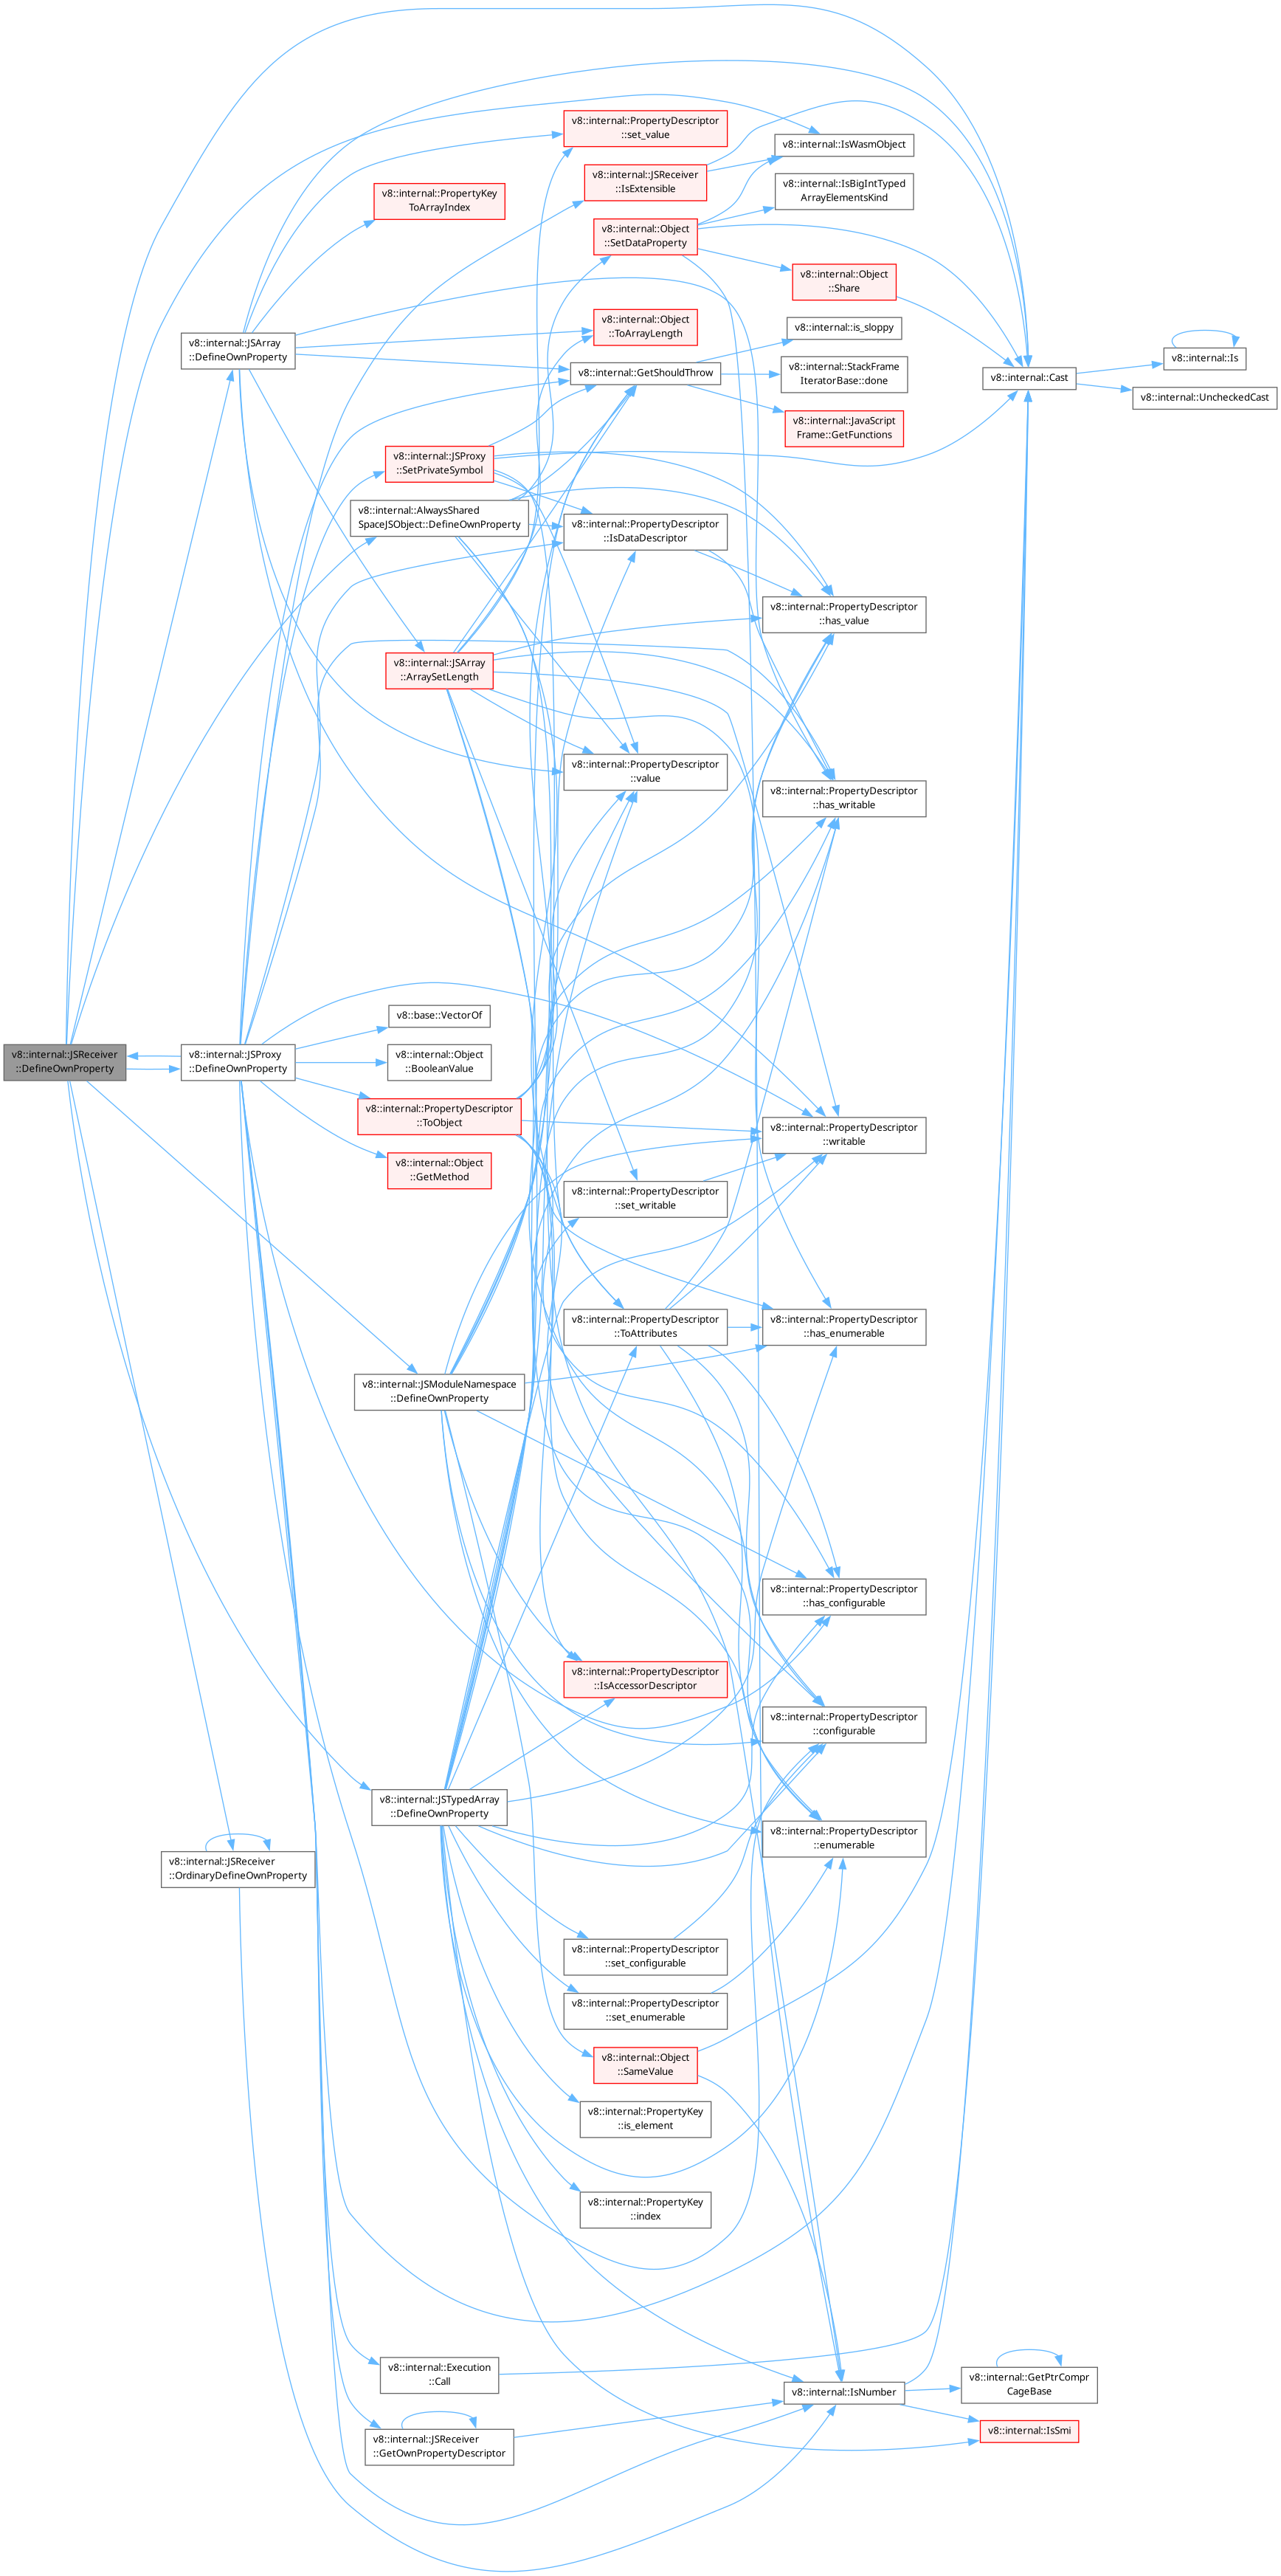 v8::internal::JSReceiver
::DefineOwnProperty
v8::internal::JSArray
::DefineOwnProperty
v8::internal::JSProxy
::DefineOwnProperty
v8::internal::JSReceiver
::OrdinaryDefineOwnProperty
v8::internal::PropertyKey
ToArrayIndex
v8::internal::JSProxy
::SetPrivateSymbol
v8::internal::AlwaysShared
SpaceJSObject::DefineOwnProperty
v8::internal::JSArray
::ArraySetLength
v8::base::VectorOf
v8::internal::Object
::BooleanValue
v8::internal::PropertyDescriptor
::ToObject
v8::internal::Object
::GetMethod
v8::internal::JSModuleNamespace
::DefineOwnProperty
v8::internal::JSTypedArray
::DefineOwnProperty
v8::internal::Execution
::Call
v8::internal::JSReceiver
::GetOwnPropertyDescriptor
v8::internal::PropertyDescriptor
::set_value
v8::internal::JSReceiver
::IsExtensible
v8::internal::Object
::SetDataProperty
v8::internal::Object
::ToArrayLength
v8::internal::GetShouldThrow
v8::internal::PropertyDescriptor
::IsDataDescriptor
v8::internal::PropertyDescriptor
::value
v8::internal::PropertyDescriptor
::set_writable
v8::internal::PropertyDescriptor
::ToAttributes
v8::internal::PropertyDescriptor
::IsAccessorDescriptor
v8::internal::PropertyDescriptor
::set_configurable
v8::internal::PropertyDescriptor
::set_enumerable
v8::internal::Object
::SameValue
v8::internal::PropertyKey
::is_element
v8::internal::PropertyKey
::index
v8::internal::IsWasmObject
v8::internal::IsBigIntTyped
ArrayElementsKind
v8::internal::Object
::Share
v8::internal::is_sloppy
v8::internal::StackFrame
IteratorBase::done
v8::internal::JavaScript
Frame::GetFunctions
v8::internal::PropertyDescriptor
::has_value
v8::internal::PropertyDescriptor
::has_writable
v8::internal::PropertyDescriptor
::writable
v8::internal::PropertyDescriptor
::has_enumerable
v8::internal::PropertyDescriptor
::has_configurable
v8::internal::PropertyDescriptor
::configurable
v8::internal::PropertyDescriptor
::enumerable
v8::internal::IsNumber
v8::internal::Cast
v8::internal::GetPtrCompr
CageBase
v8::internal::IsSmi
v8::internal::Is
v8::internal::UncheckedCast